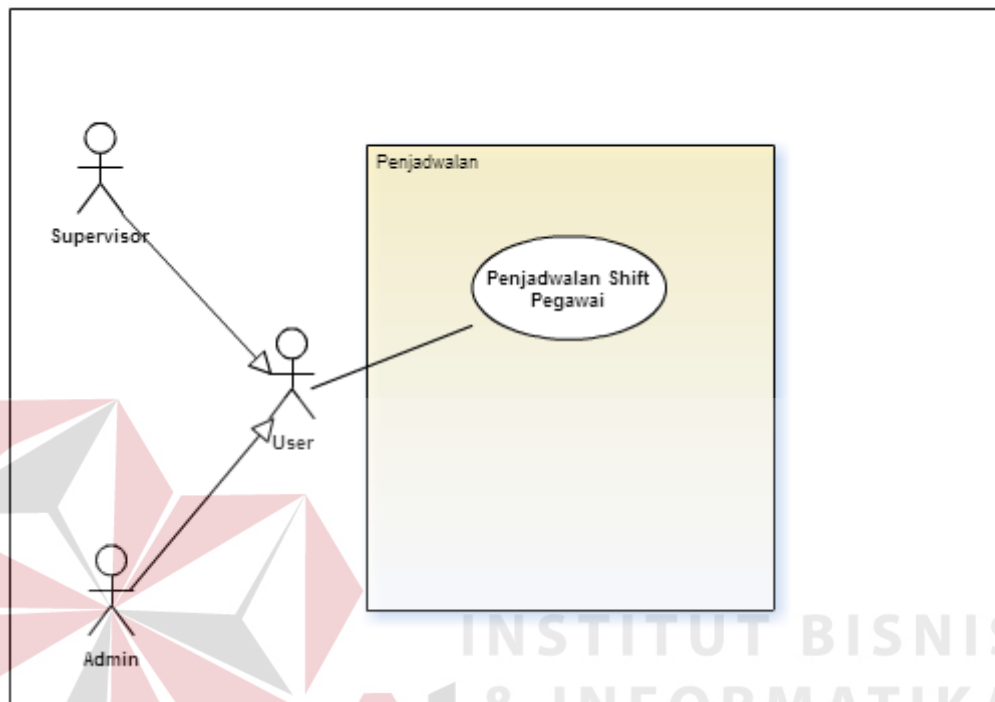 Penjadwalan
Supervisor
Penjadwalan Shift
Pegawai
User
Admin
INSTITUT BISNIS
& INFORMATIKA